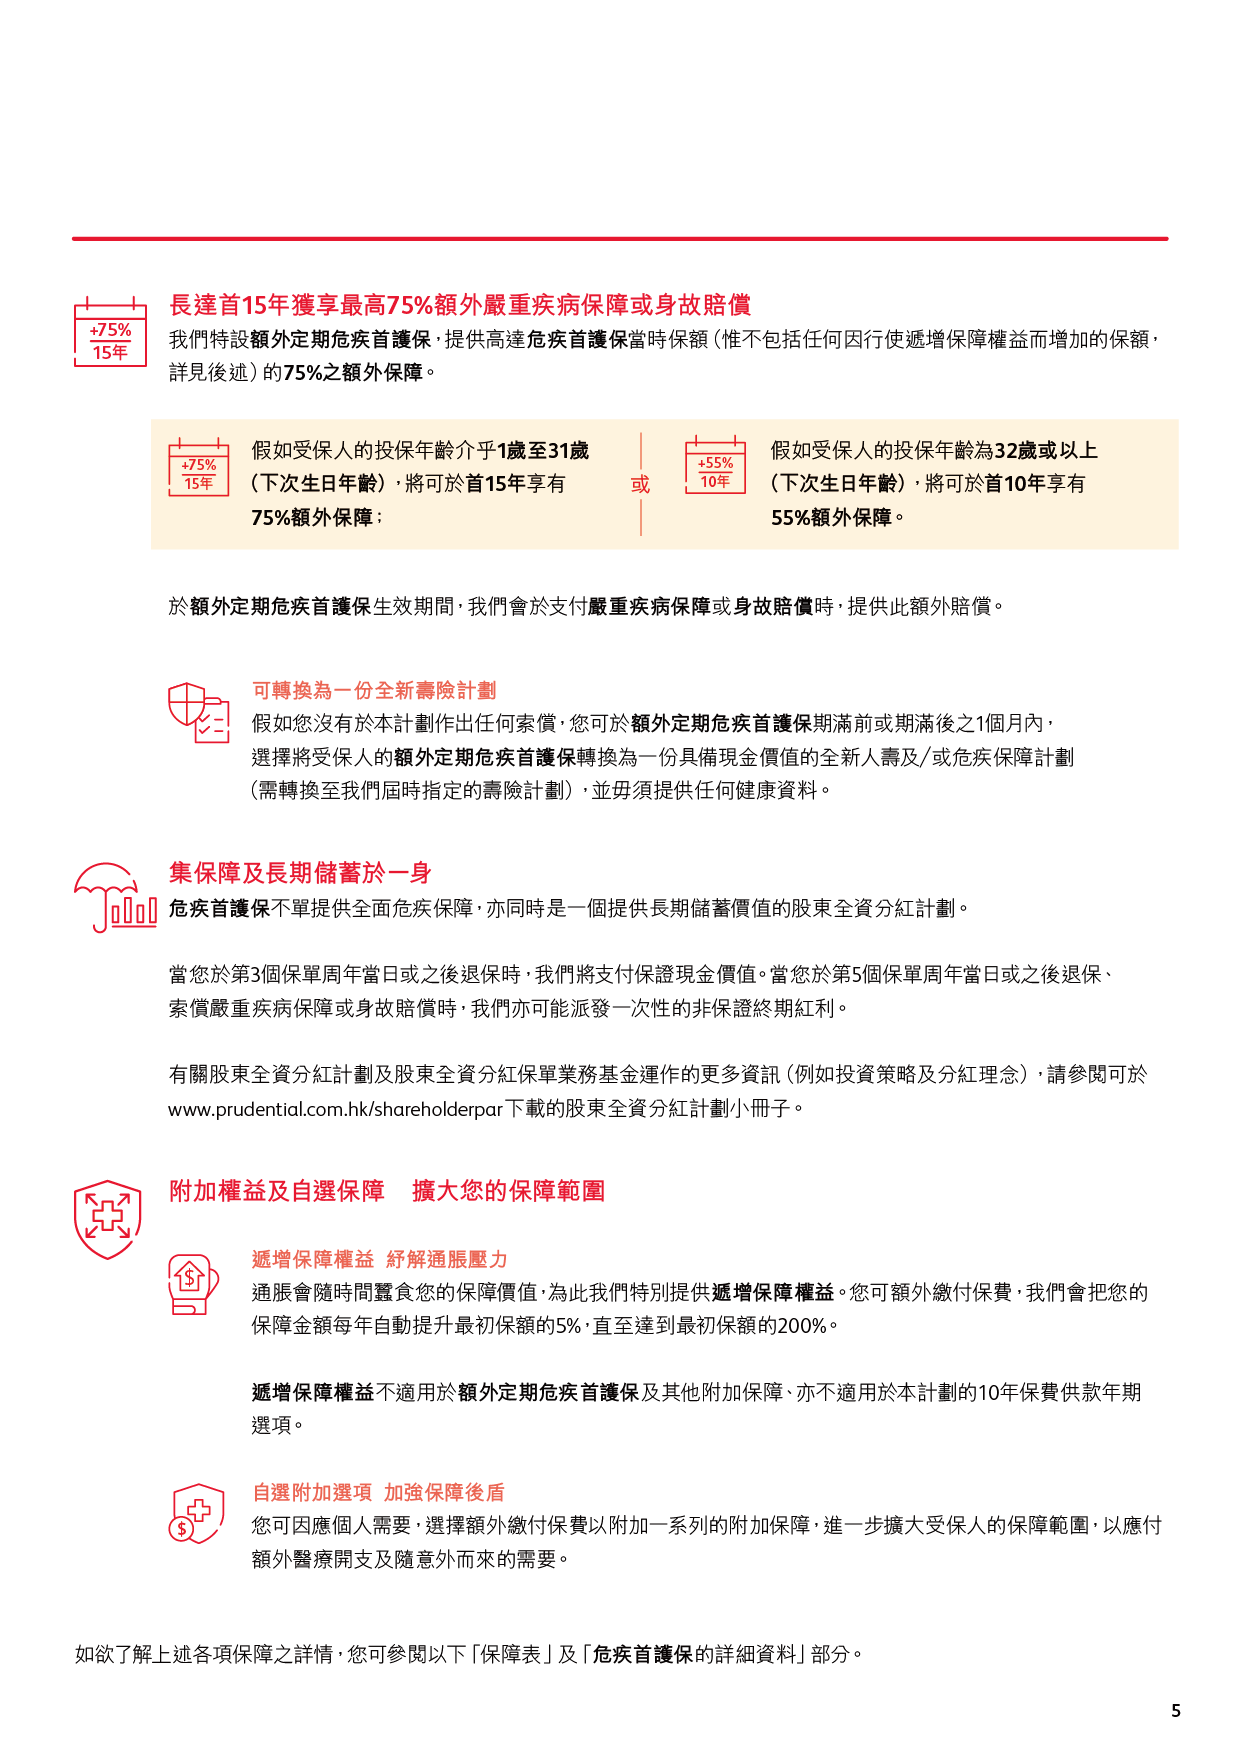 +75%
15年
長達首15年獲享最高75%額外嚴重疾病保障或身故賠償
我們特設額外定期危疾首護保，提供高達危疾首護保當時保額（惟不包括任何因行使遞增保障權益而增加的保額，
詳見後述）的75%之額外保障。
+75%
15年
假如受保人的投保年齡介乎1歲至31歲
（下次生日年齡），將可於首15年享有
75%額外保障；
或
+55%
10年
假如受保人的投保年齡為32歲或以上
（下次生日年齡），將可於首10年享有
55%額外保障。
於額外定期危疾首護保生效期間，我們會於支付嚴重疾病保障或身故賠償時，提供此額外賠償。
可轉換為一份全新壽險計劃
假如您沒有於本計劃作出任何索償，您可於額外定期危疾首護保期滿前或期滿後之1個月內，
選擇將受保人的額外定期危疾首護保轉換為一份具備現金價值的全新人壽及/或危疾保障計劃
（需轉換至我們屆時指定的壽險計劃），並毋須提供任何健康資料。
集保障及長期儲蓄於一身
危疾首護保不單提供全面危疾保障，亦同時是一個提供長期儲蓄價值的股東全資分紅計劃。
當您於第3個保單周年當日或之後退保時，我們將支付保證現金價值。當您於第5個保單周年當日或之後退保、
索償嚴重疾病保障或身故賠償時，我們亦可能派發一次性的非保證終期紅利。
有關股東全資分紅計劃及股東全資分紅保單業務基金運作的更多資訊（例如投資策略及分紅理念），請參閱可於
www.prudential.com.hk/shareholderpar下載的股東全資分紅計劃小冊子。
附加權益及自選保障　擴大您的保障範圍
$
遞增保障權益 紓解通脹壓力
通脹會隨時間蠶食您的保障價值，為此我們特別提供遞增保障權益。您可額外繳付保費，我們會把您的
保障金額每年自動提升最初保額的5%，直至達到最初保額的200%。
遞增保障權益不適用於額外定期危疾首護保及其他附加保障、亦不適用於本計劃的10年保費供款年期
選項。
$
自選附加選項 加強保障後盾
您可因應個人需要，選擇額外繳付保費以附加一系列的附加保障，進一步擴大受保人的保障範圍，以應付
額外醫療開支及隨意外而來的需要。
如欲了解上述各項保障之詳情，您可參閱以下「保障表」及「危疾首護保的詳細資料」部分。
5